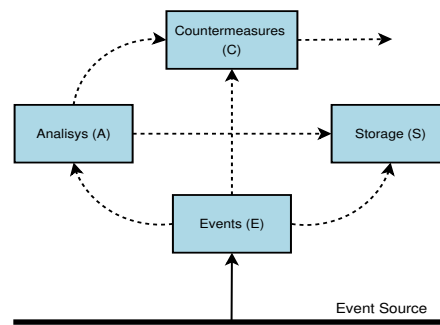 Countermeasures
(C)
Analisys (A)
Storage (S)
Events (E)
Event Source